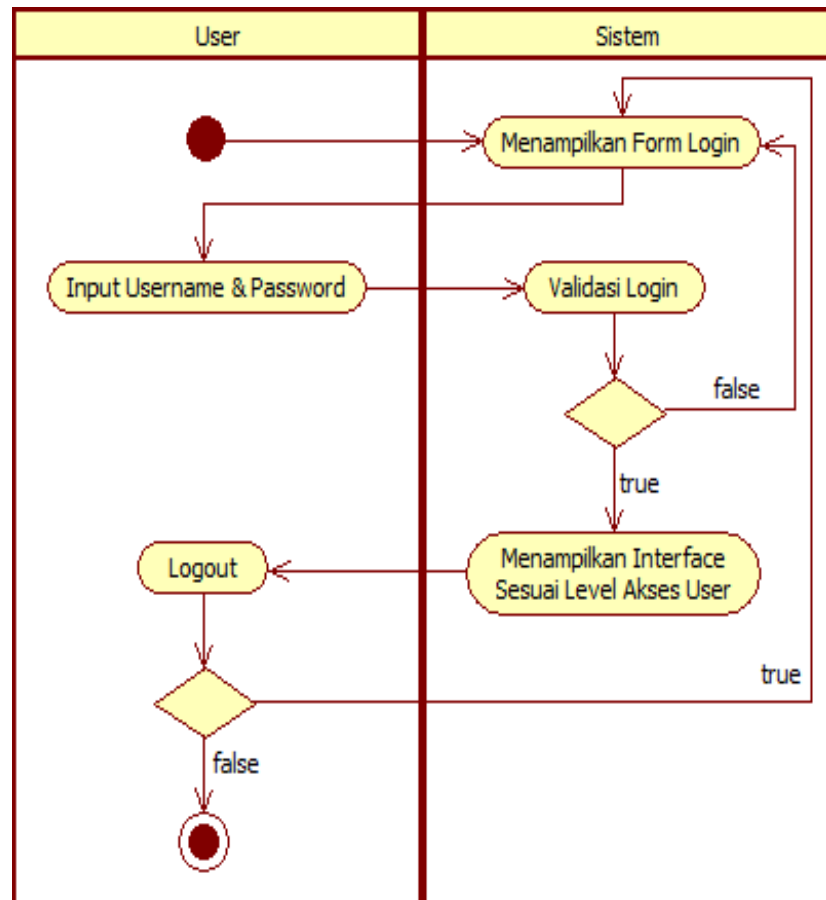 User
Sistem
Menampilkan Form Login
Input Username & Password
Validasi Login
false
true
Menampilkan Interface
Sesuai Level Akses User
Logout
true
false